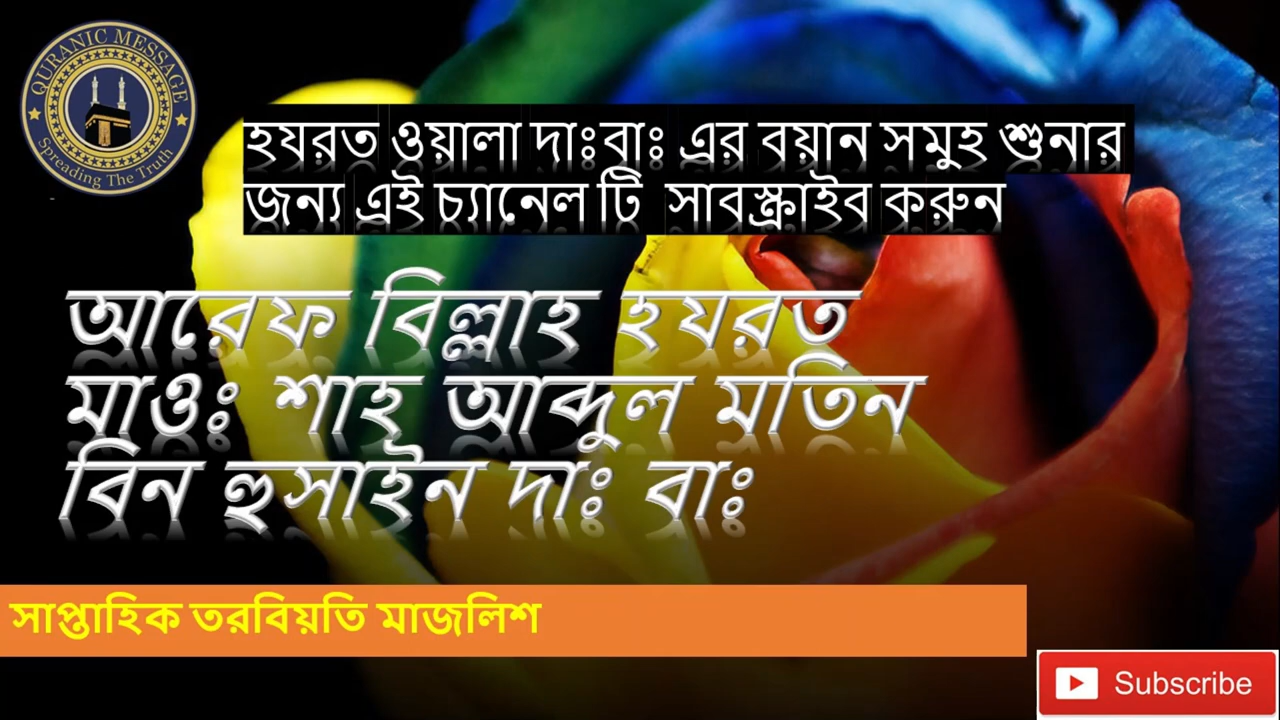 QURANIC MESSAGE
Spreading The Truth
হযরত ওয়ালা দাঃবাঃ এর বয়ান সমুহ শুনার
জন্য এই চ্যানেল টি সাবস্ক্রাইব করুন
আরেফ বিল্লাহ হযরত
মাওঃ শাহ আব্দুল মতিন
বিন হুসাইন দাঃ বাঃ
সাপ্তাহিক তরবিয়তি মাজলিশ
Subscribe